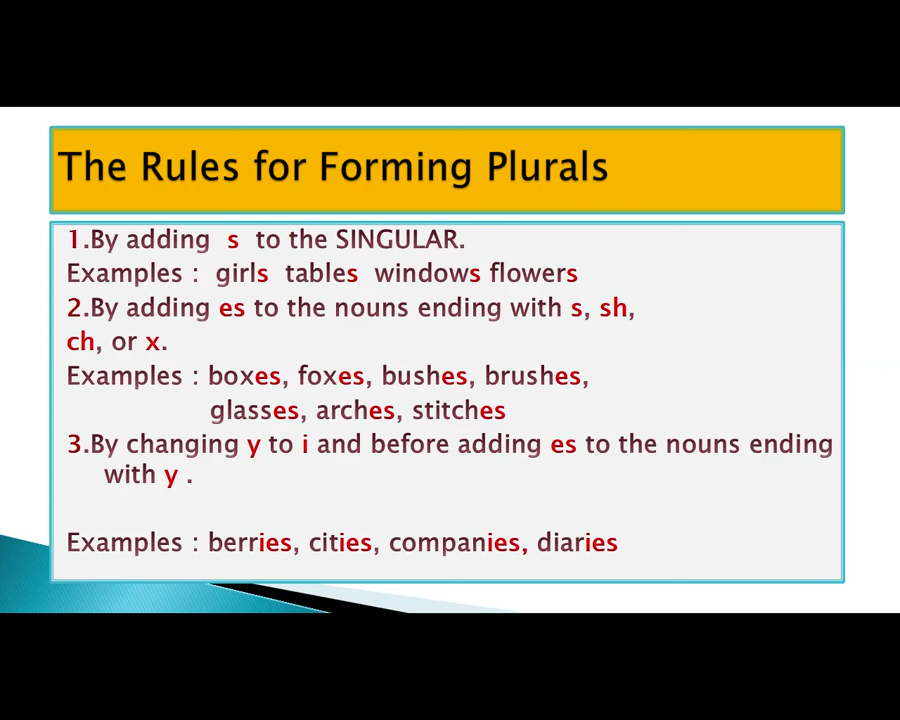 The Rules for Forming Plurals
1.By adding s to the SINGULAR.
Examples : girls tables windows flowers
2.By adding es to the nouns ending with s, sh,
ch, or x.
Examples : boxes, foxes, bushes, brushes,
glasses, arches, stitches
3.By changing y to i and before adding es to the nouns ending
with y .
Examples : berries, cities, companies, diaries